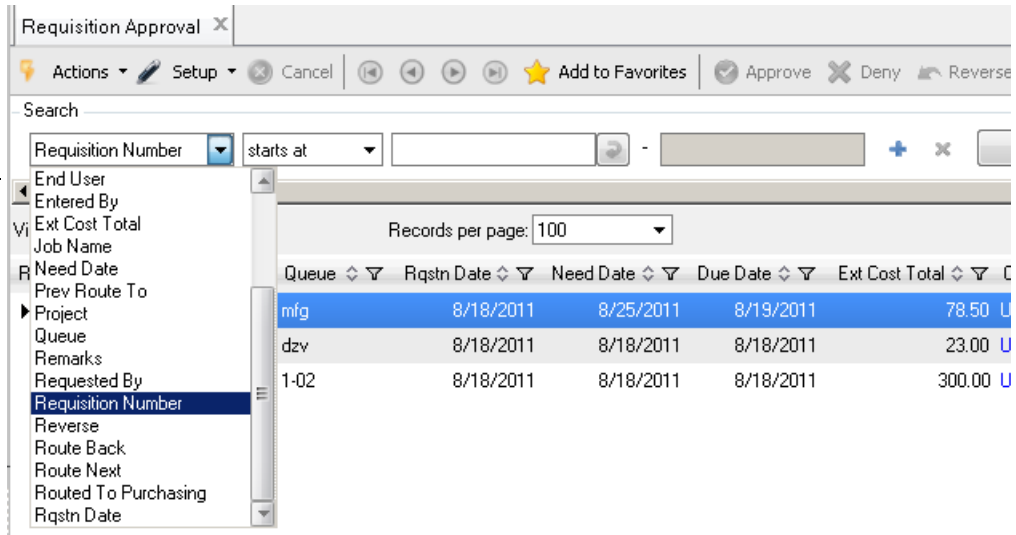 Requisition Approval
Actions Setup Cancel Add to Favorites Approve Deny Reverse
Search
Requisition Number starts at -
End User
Entered By
Ext Cost Total
Job Name
Need Date
Prev Route To
Project
Queue
Remarks
Requested By
Requisition Number
Reverse
Route Back
Route Next
Routed To Purchasing
Rqstn Date
Records per page: 100
Queue Rqstn Date Need Date Due Date Ext Cost Total
mfg 8/18/2011 8/25/2011 8/19/2011 78.50 U
dzv 8/18/2011 8/18/2011 8/18/2011 23.00 U
1-02 8/18/2011 8/18/2011 8/18/2011 300.00 U